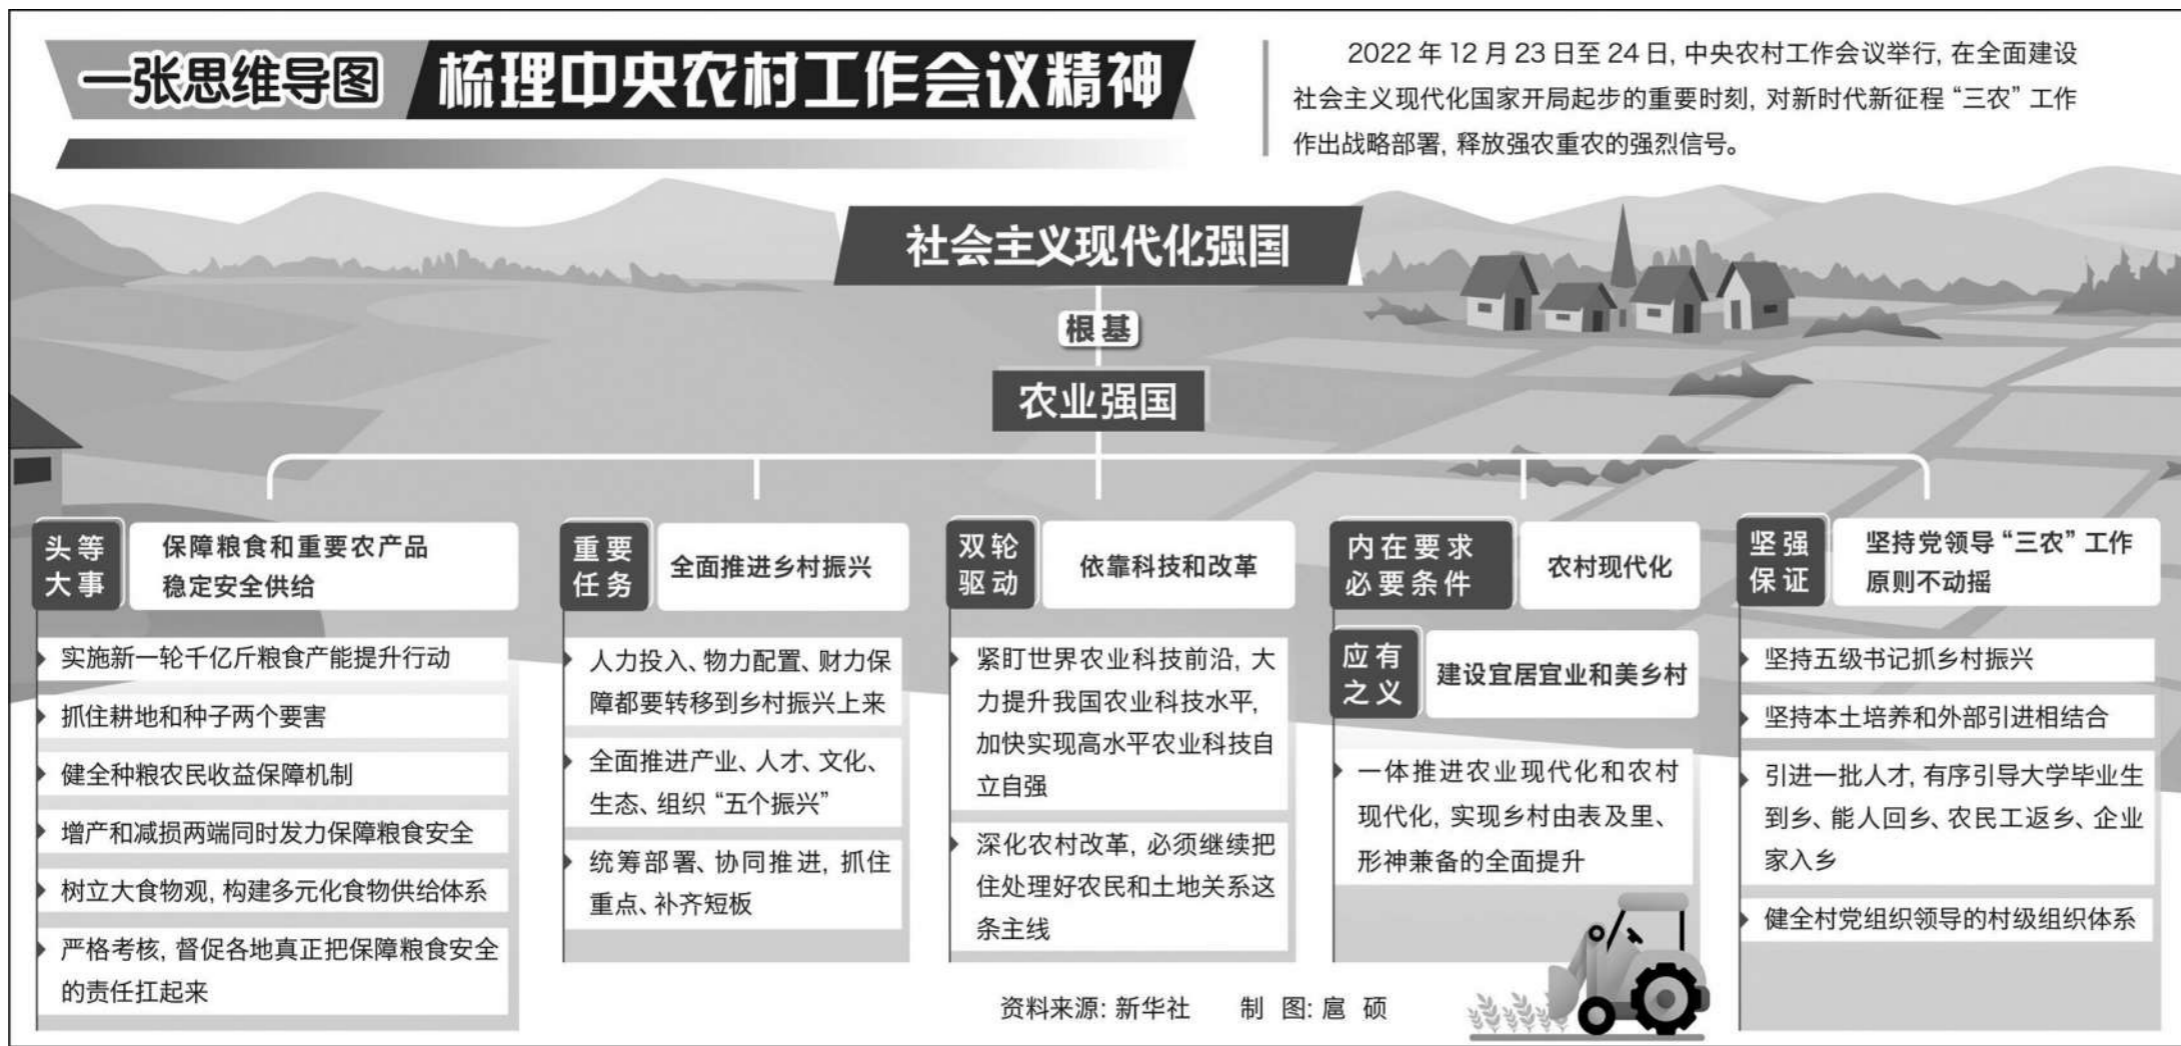 一张思维导图 梳理中央农村工作会议精神
2022年12月23日至24日,中央农村工作会议举行,在全面建设
社会主义现代化国家开局起步的重要时刻,对新时代新征程“三农”工作
作出战略部署,释放强农重农的强烈信号。
社会主义现代化强国
根基
农业强国
头等
大事
保障粮食和重要农产品
稳定安全供给
实施新一轮千亿斤粮食产能提升行动
抓住耕地和种子两个要害
健全种粮农民收益保障机制
增产和减损两端同时发力保障粮食安全
树立大食物观,构建多元化食物供给体系
严格考核,督促各地真正把保障粮食安全
的责任扛起来
重要
任务
全面推进乡村振兴
人力投入、物力配置、财力保
障都要转移到乡村振兴上来
全面推进产业、人才、文化、
生态、组织“五个振兴”
统筹部署、协同推进,抓住
重点、补齐短板
双轮
驱动
依靠科技和改革
紧盯世界农业科技前沿,大
力提升我国农业科技水平,
加快实现高水平农业科技自
立自强
深化农村改革,必须继续把
住处理好农民和土地关系这
条主线
内在要求
必要条件
农村现代化
应有
之义
建设宜居宜业和美乡村
一体推进农业现代化和农村
现代化,实现乡村由表及里、
形神兼备的全面提升
坚强
保证
坚持党领导“三农”工作
原则不动摇
坚持五级书记抓乡村振兴
坚持本土培养和外部引进相结合
引进一批人才,有序引导大学毕业生
到乡、能人回乡、农民工返乡、企业
家入乡
健全村党组织领导的村级组织体系
资料来源:新华社 制 图:扈 硕